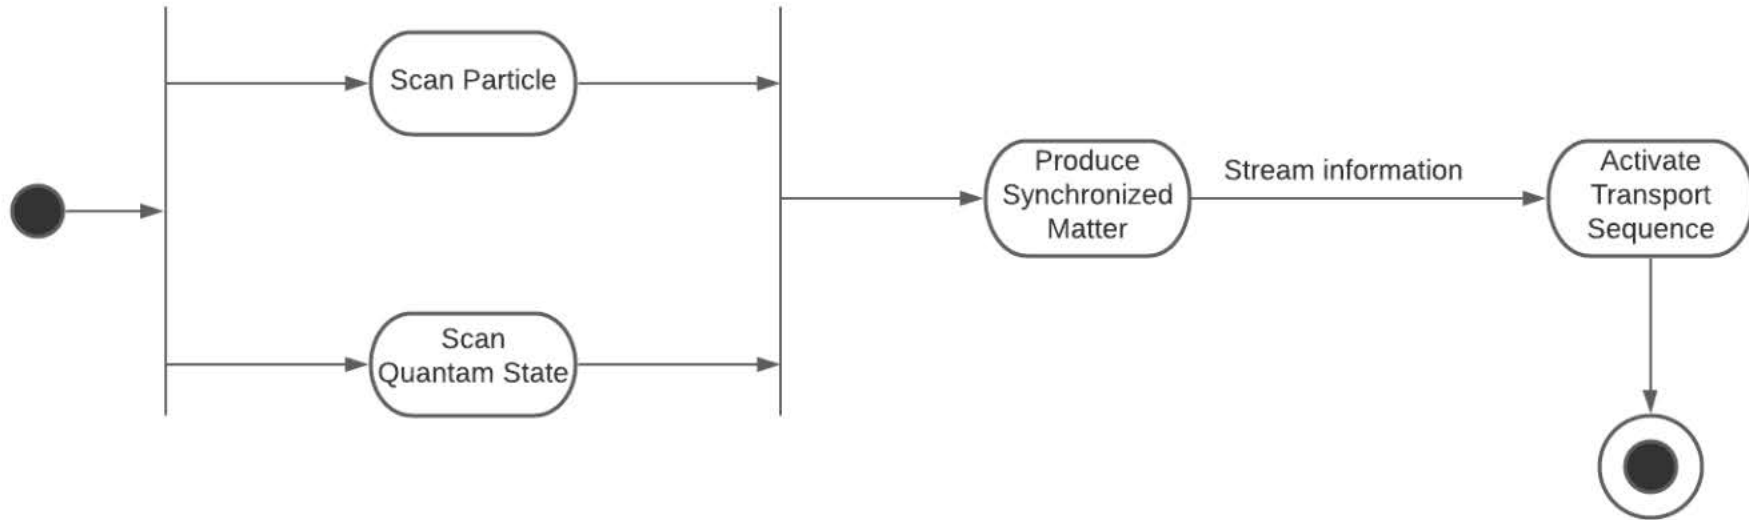 Scan Particle
Scan
Quantam State
Produce
Synchronized
Matter
Stream information
Activate
Transport
Sequence